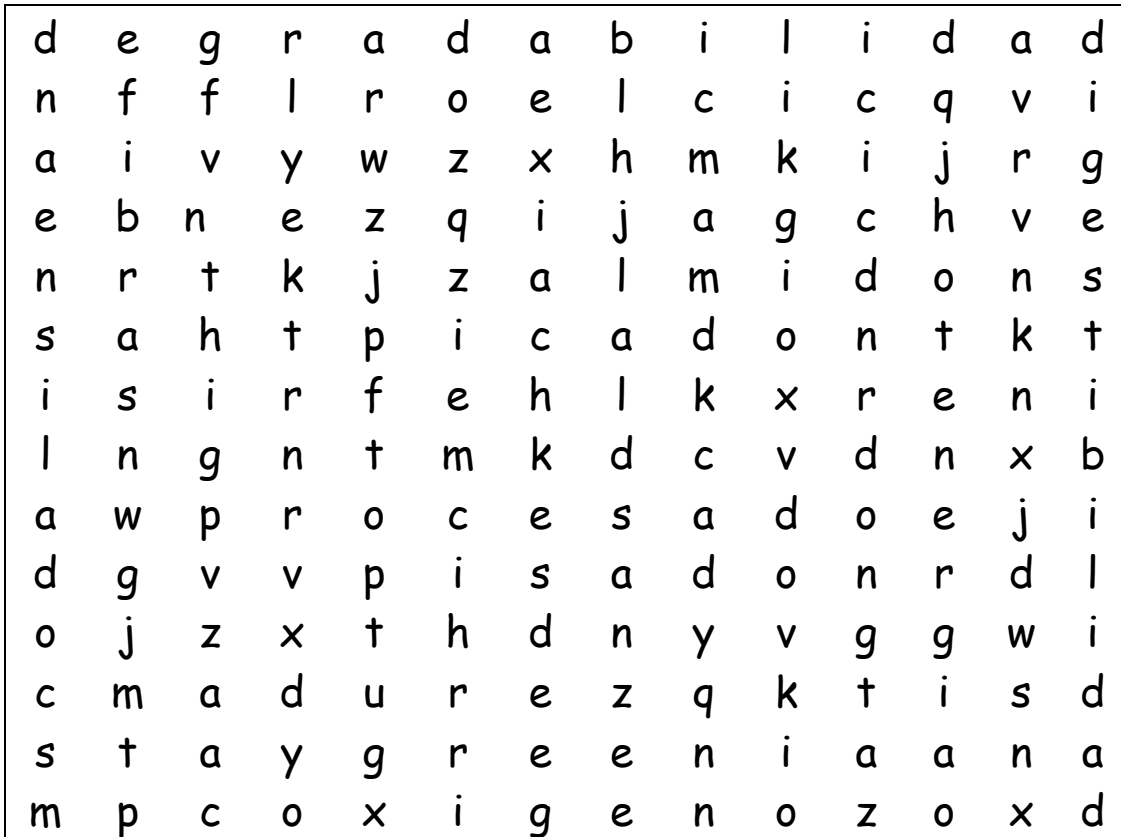 d e g r a d a b i l i d a d
n f f l r o e l c i c q v i
a i v y w z x h m k i j r g
e b n e z q i j a g c h v e
n r t k j z a l m i d o n s
s a h t p i c a d o n t k t
i s i r f e h l k x r e n i
l n g n t m k d c v d n x b
a w p r o c e s a d o e j i
d g v v p i s a d o n r d l
o j z x t h d n y v g g w i
c m a d u r e z q k t i s d
s t a y g r e e n i a a n a
m p c o x i g e n o z o x d